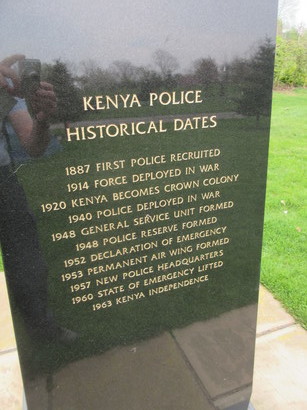 KENYA POLICE
HISTORICAL DATES
1887 FIRST POLICE RECRUITED
1914 FORCE DEPLOYED IN WAR
1920 KENYA BECOMES CROWN COLONY
1940 POLICE DEPLOYED IN WAR
1948 GENERAL SERVICE UNIT FORMED
1948 POLICE RESERVE FORMED
1952 DECLARATION OF EMERGENCY
1953 PERMANENT AIR WING FORMED
1957 NEW POLICE HEADQUARTERS
1960 STATE OF EMERGENCY LIFTED
1963 KENYA INDEPENDENCE